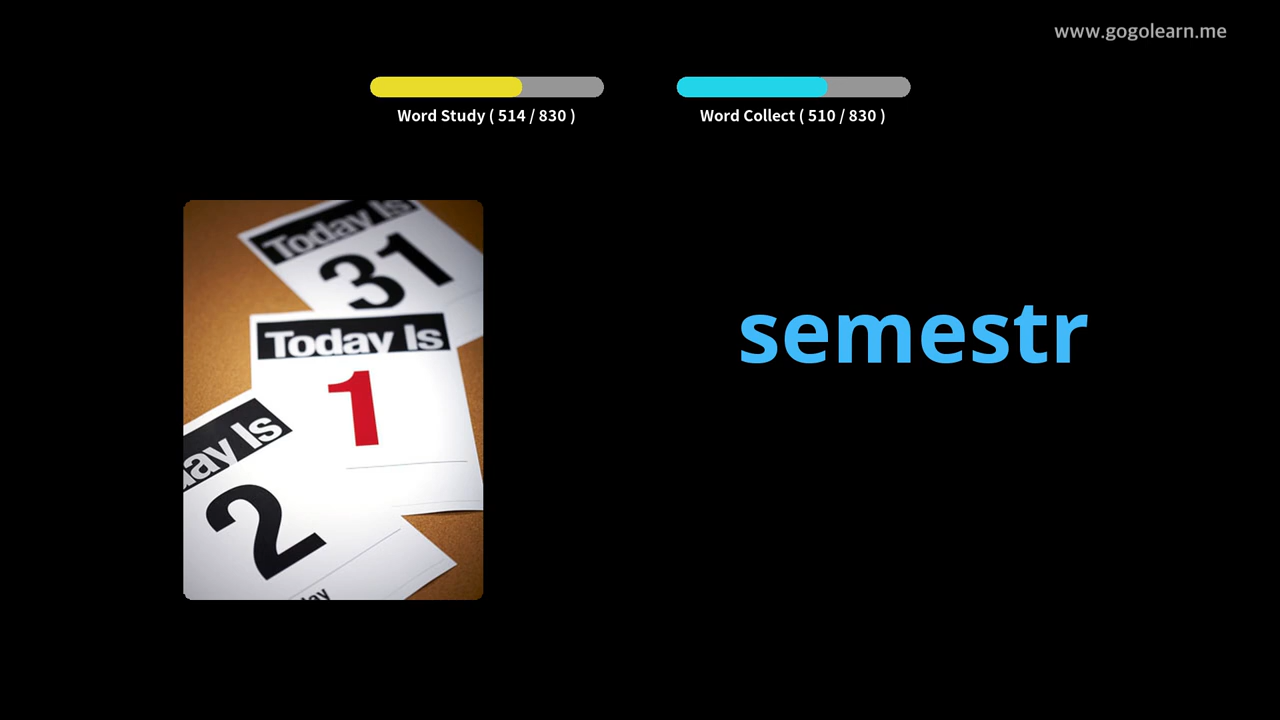 www.gogolearn.me
Word Study ( 514 / 830 )
Word Collect ( 510 / 830 )
Today Is
31
Today Is
1
ay Is
2
day
semestr